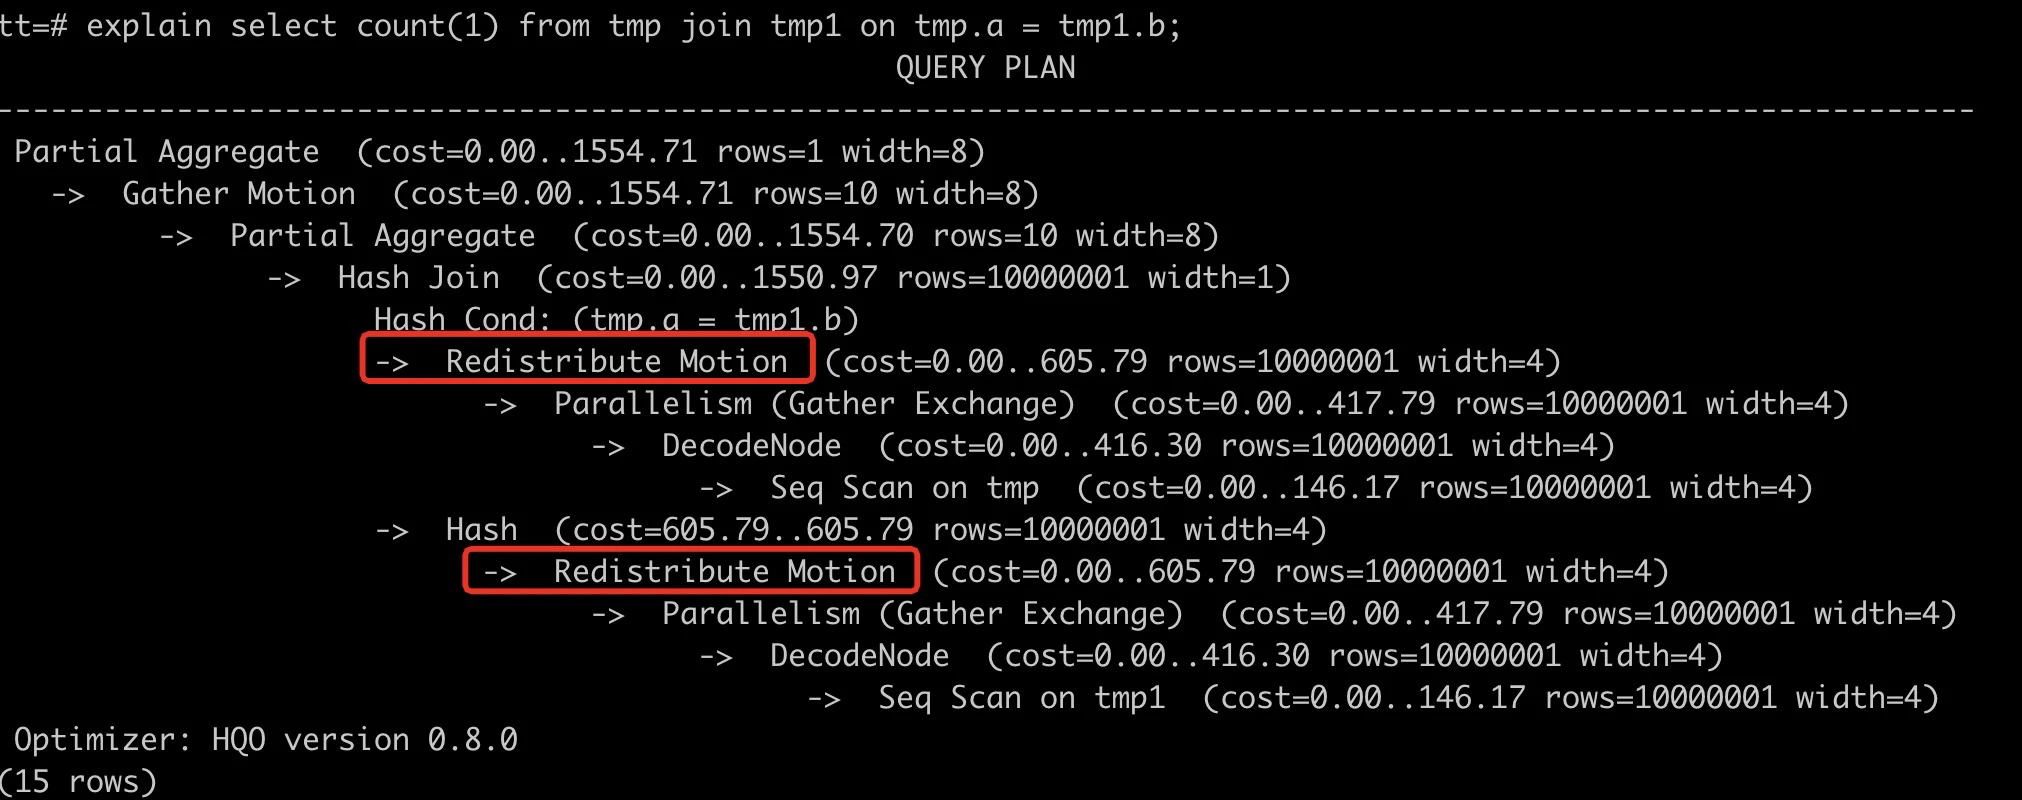 tt=# explain select count(1) from tmp join tmp1 on tmp.a = tmp1.b;
QUERY PLAN
--------------------------------------------------------------------------------------------------------------
Partial Aggregate  (cost=0.00..1554.71 rows=1 width=8)
  ->  Gather Motion  (cost=0.00..1554.71 rows=10 width=8)
        ->  Partial Aggregate  (cost=0.00..1554.70 rows=10 width=8)
              ->  Hash Join  (cost=0.00..1550.97 rows=10000001 width=1)
                    Hash Cond: (tmp.a = tmp1.b)
                    ->  Redistribute Motion  (cost=0.00..605.79 rows=10000001 width=4)
                          ->  Parallelism (Gather Exchange)  (cost=0.00..417.79 rows=10000001 width=4)
                                ->  DecodeNode  (cost=0.00..416.30 rows=10000001 width=4)
                                      ->  Seq Scan on tmp  (cost=0.00..146.17 rows=10000001 width=4)
                    ->  Hash  (cost=605.79..605.79 rows=10000001 width=4)
                          ->  Redistribute Motion  (cost=0.00..605.79 rows=10000001 width=4)
                                ->  Parallelism (Gather Exchange)  (cost=0.00..417.79 rows=10000001 width=4)
                                      ->  DecodeNode  (cost=0.00..416.30 rows=10000001 width=4)
                                            ->  Seq Scan on tmp1  (cost=0.00..146.17 rows=10000001 width=4)
Optimizer: HQO version 0.8.0
(15 rows)